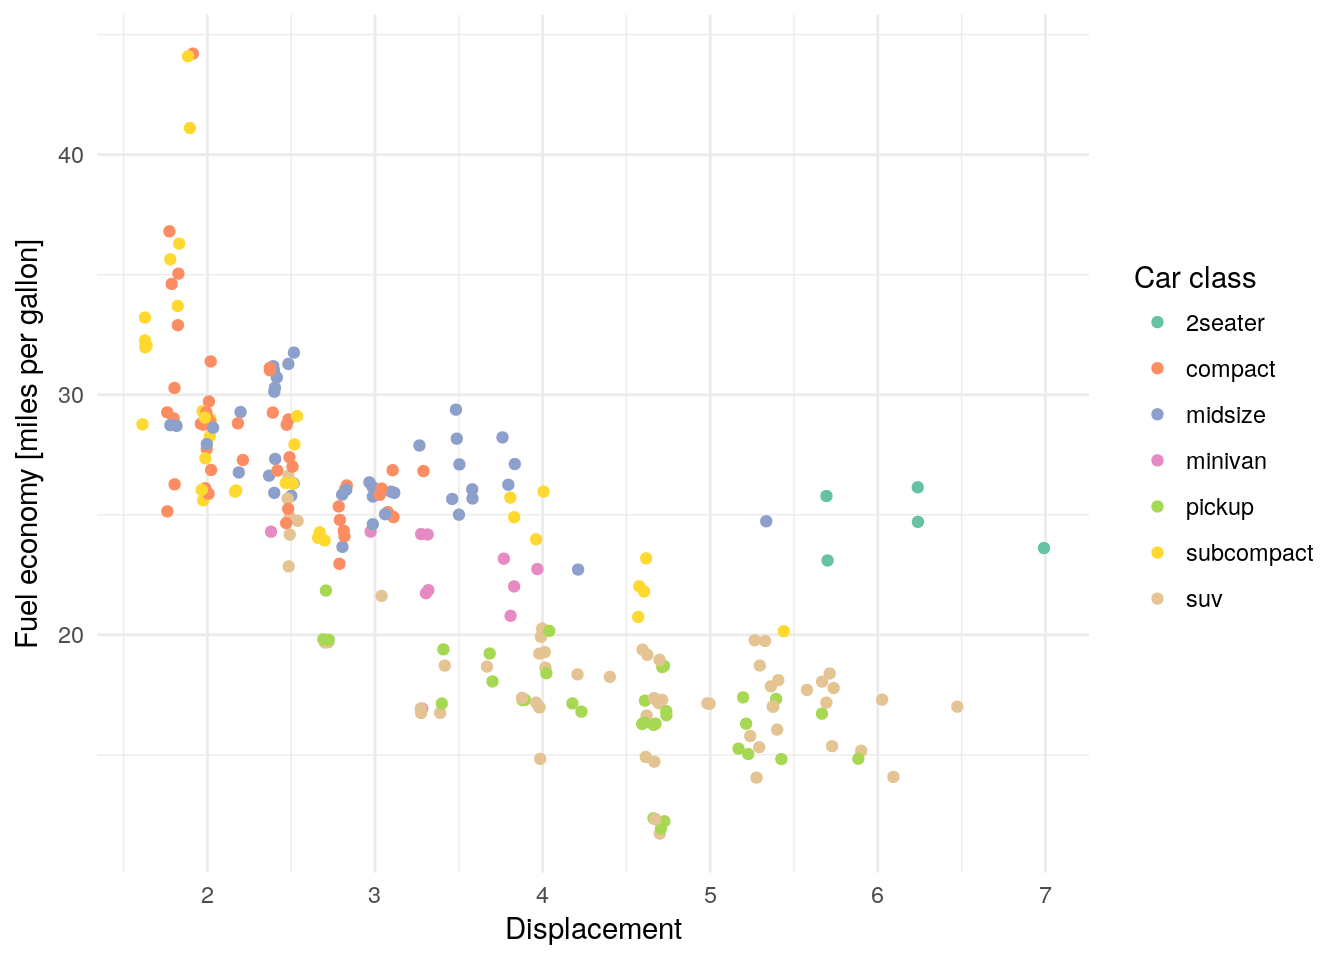 40
30
20
Fuel economy [miles per gallon]
2 3 4 5 6 7
Displacement
Car class
2seater
compact
midsize
minivan
pickup
subcompact
suv